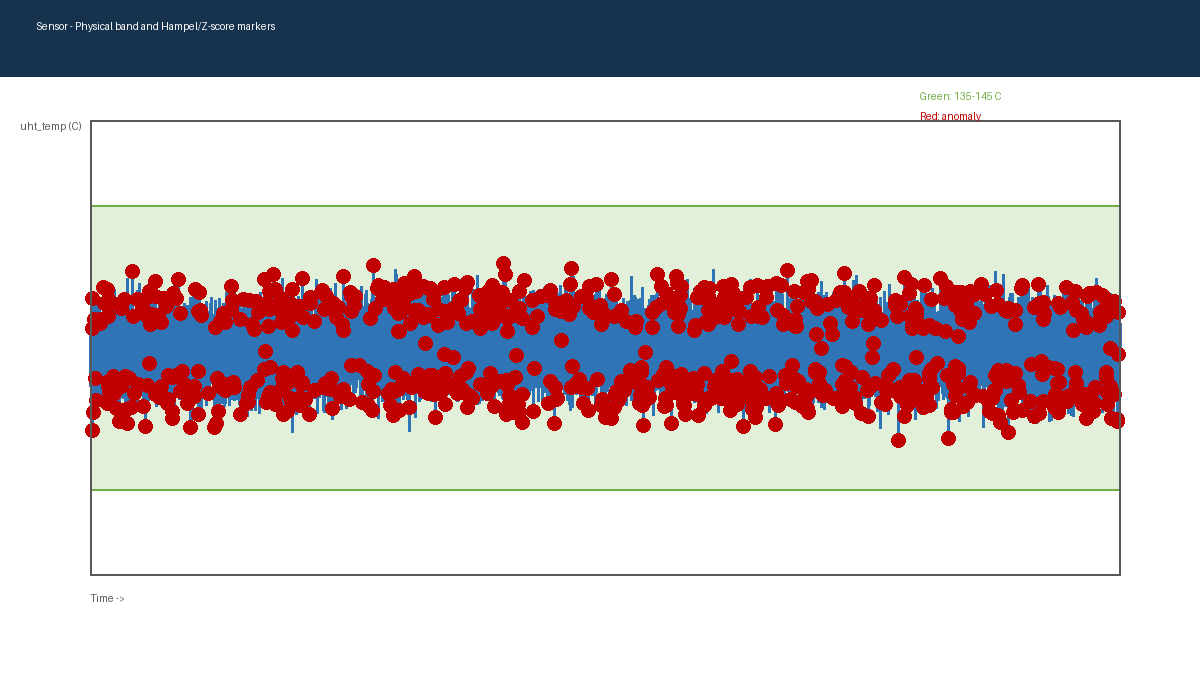 Sensor - Physical band and Hampel/Z-score markers
Green: 135-145 C
Red: anomaly
uht_temp (C)
Time ->